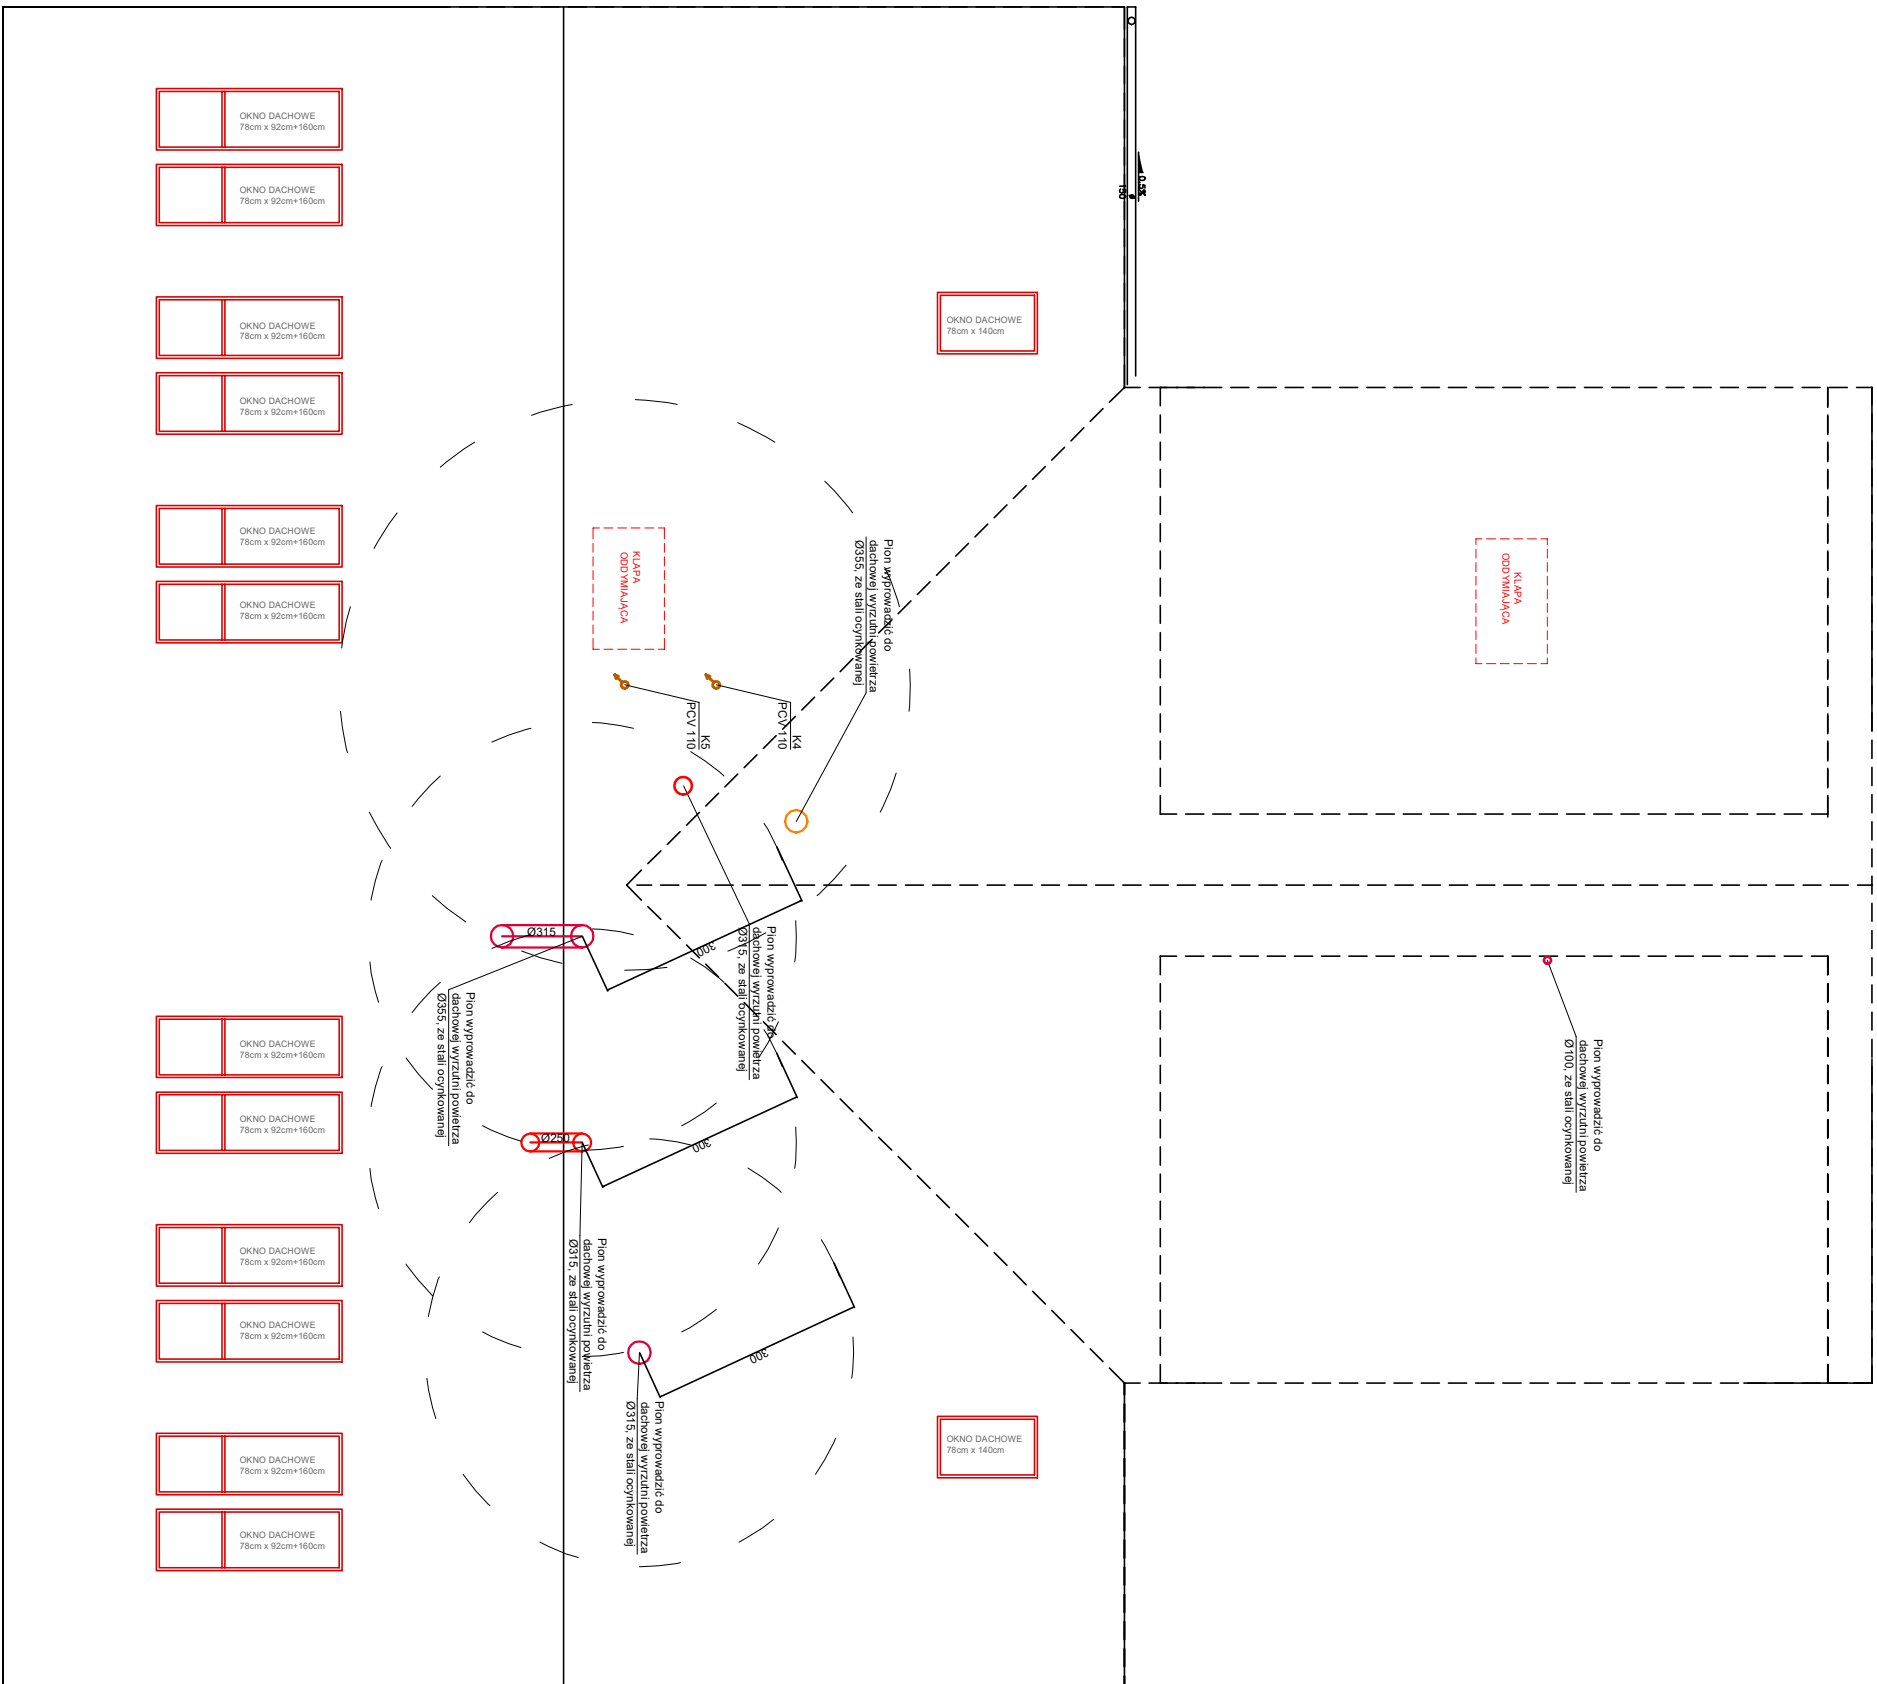 OKNO DACHOWE
78cm x 92cm+160cm
OKNO DACHOWE
78cm x 92cm+160cm
OKNO DACHOWE
78cm x 92cm+160cm
OKNO DACHOWE
78cm x 92cm+160cm
OKNO DACHOWE
78cm x 92cm+160cm
OKNO DACHOWE
78cm x 92cm+160cm
OKNO DACHOWE
78cm x 92cm+160cm
OKNO DACHOWE
78cm x 92cm+160cm
OKNO DACHOWE
78cm x 92cm+160cm
OKNO DACHOWE
78cm x 92cm+160cm
OKNO DACHOWE
78cm x 92cm+160cm
OKNO DACHOWE
78cm x 92cm+160cm
0.5%
150
OKNO DACHOWE
78cm x 140cm
KLAPA
ODDYMIAJĄCA
KLAPA
ODDYMIAJĄCA
Pion wyprowadzić do
dachowej wyrzutni powietrza
Ø355, ze stali ocynkowanej
K5
PCV 110
K4
PCV 110
Ø315
300
Pion wyprowadzić do
dachowej wyrzutni powietrza
Ø315, ze stali ocynkowanej
Pion wyprowadzić do
dachowej wyrzutni powietrza
Ø355, ze stali ocynkowanej
Ø250
300
Pion wyprowadzić do
dachowej wyrzutni powietrza
Ø100, ze stali ocynkowanej
Pion wyprowadzić do
dachowej wyrzutni powietrza
Ø315, ze stali ocynkowanej
300
Pion wyprowadzić do
dachowej wyrzutni powietrza
Ø315, ze stali ocynkowanej
OKNO DACHOWE
78cm x 140cm